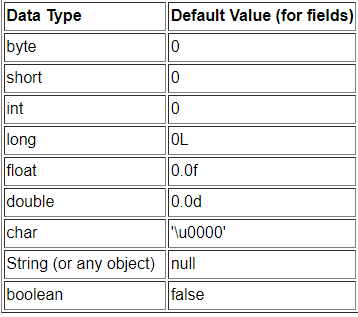 Data Type Default Value (for fields)
byte 0
short 0
int 0
long 0L
float 0.0f
double 0.0d
char '\u0000'
String (or any object) null
boolean false